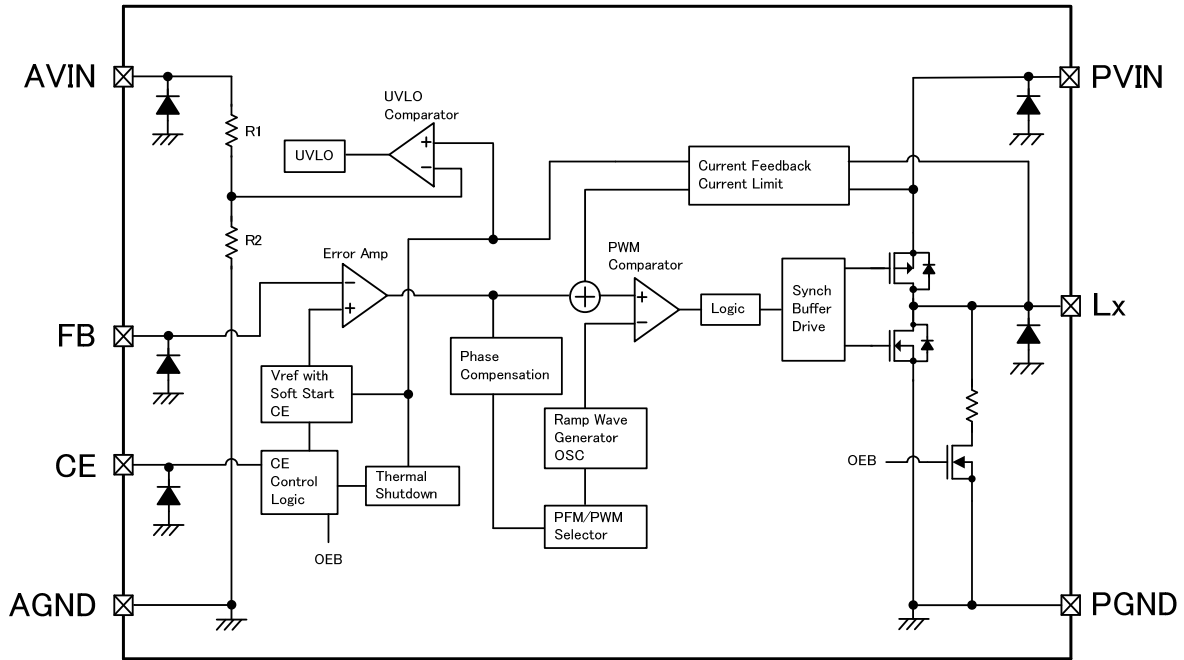 AVIN
PVIN
UVLO
Comparator
R1
UVLO
Current Feedback
Current Limit
R2
Error Amp
PWM
Comparator
Synch
Buffer
Drive
Logic
Lx
FB
Phase
Compensation
Vref with
Soft Start
CE
Ramp Wave
Generator
OSC
CE
CE
Control
Logic
Thermal
Shutdown
OEB
PFM/PWM
Selector
OEB
AGND
PGND